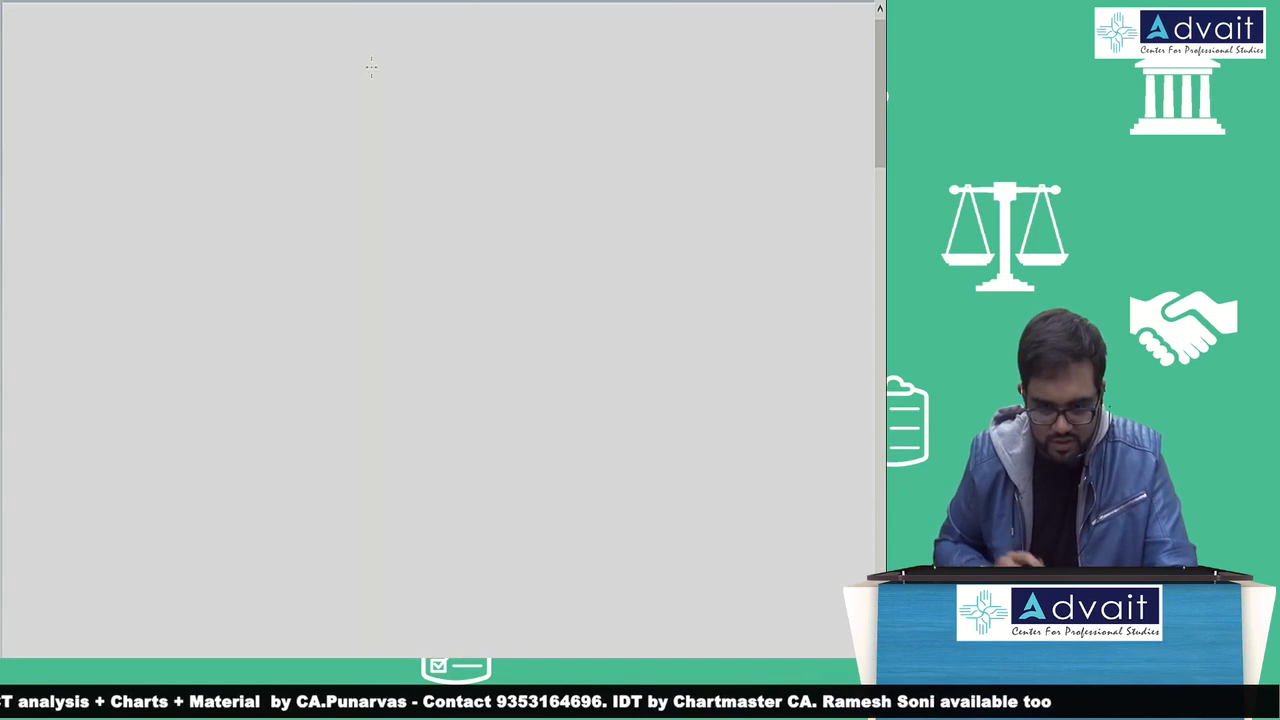 Advait
Center For Professional Studies
Advait
Center For Professional Studies
T analysis + Charts + Material by CA.Punarvas - Contact 9353164696. IDT by Chartmaster CA. Ramesh Soni available too